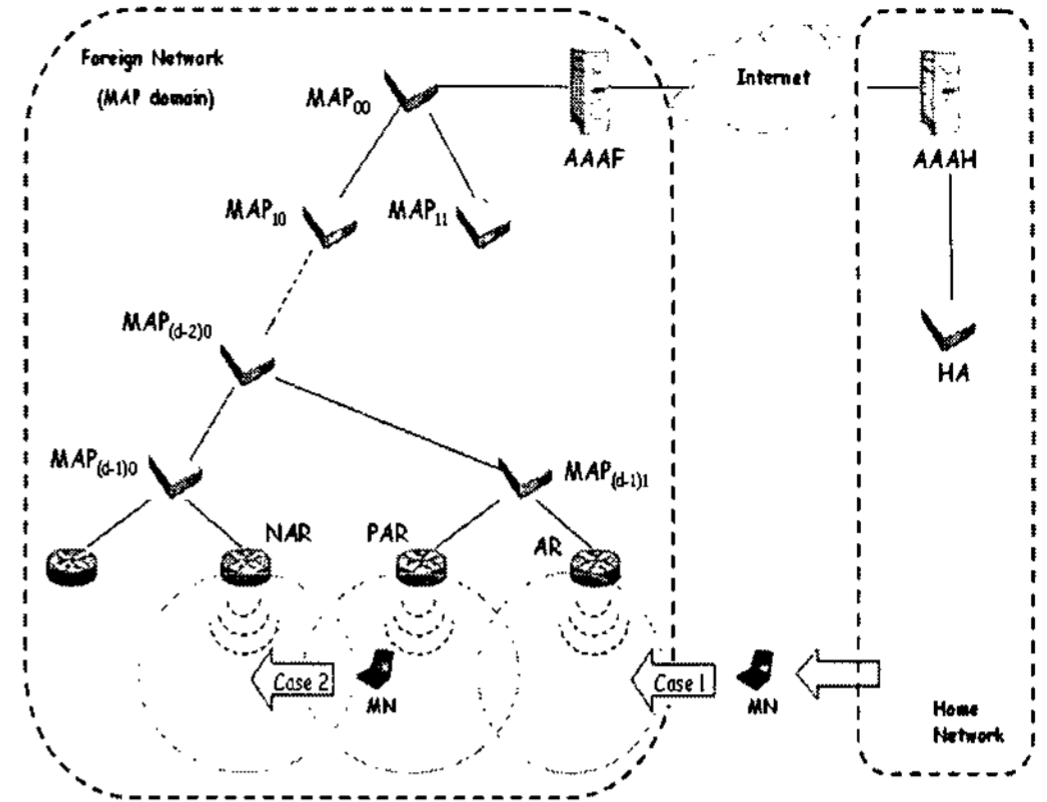 Foreign Network
(MAP domain)
MAP00
AAAF
Internet
AAAH
MAP10
MAP11
MAP(d-2)0
HA
MAP(d-1)0
MAP(d-1)1
NAR
PAR
AR
Case 2
MN
Case 1
MN
Home
Network